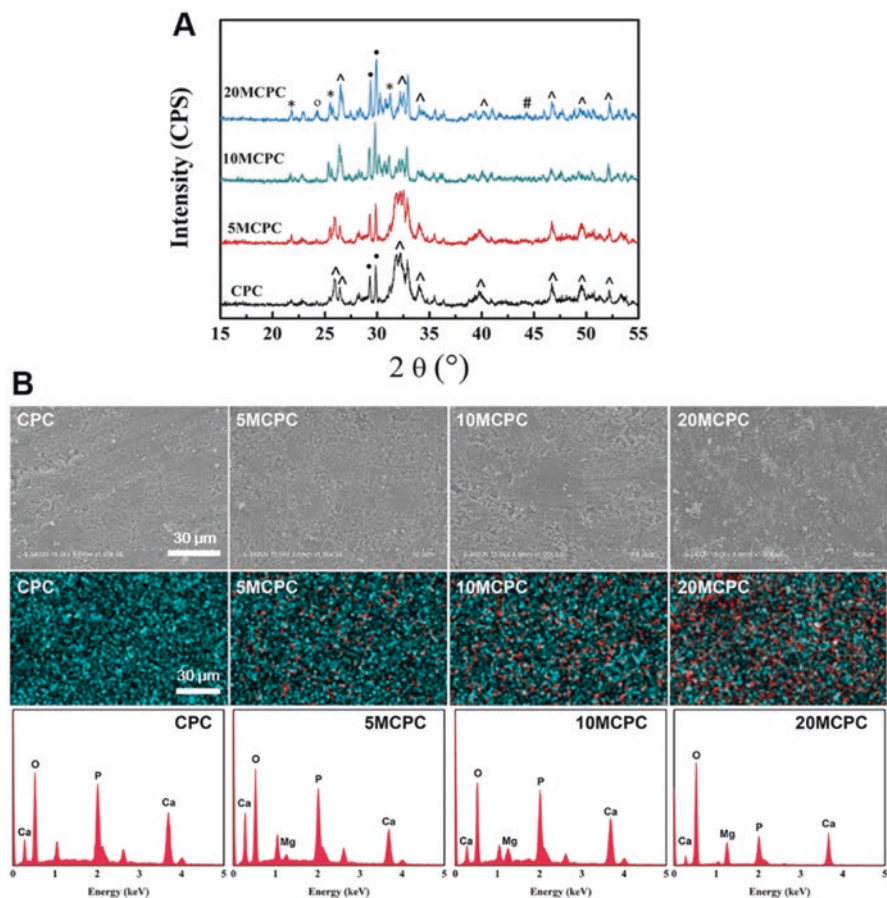 A
* ○ * ^ • • * ^ ^ ^ # ^ ^ ^
20MCPC
10MCPC
5MCPC
^ ^ • • ^ ^ ^ ^ ^ ^
CPC
Intensity (CPS)
15 20 25 30 35 40 45 50 55
2 θ (°)
B
CPC 5MCPC 10MCPC 20MCPC
30 µm
CPC 5MCPC 10MCPC 20MCPC
30 µm
CPC 5MCPC 10MCPC 20MCPC
Ca O P Ca
Ca O Mg P Ca
Ca O Mg P Ca
Ca O Mg P Ca
0 1 2 3 4 5 0 1 2 3 4 5 0 1 2 3 4 5 0 1 2 3 4 5
Energy (keV) Energy (keV) Energy (keV) Energy (keV)